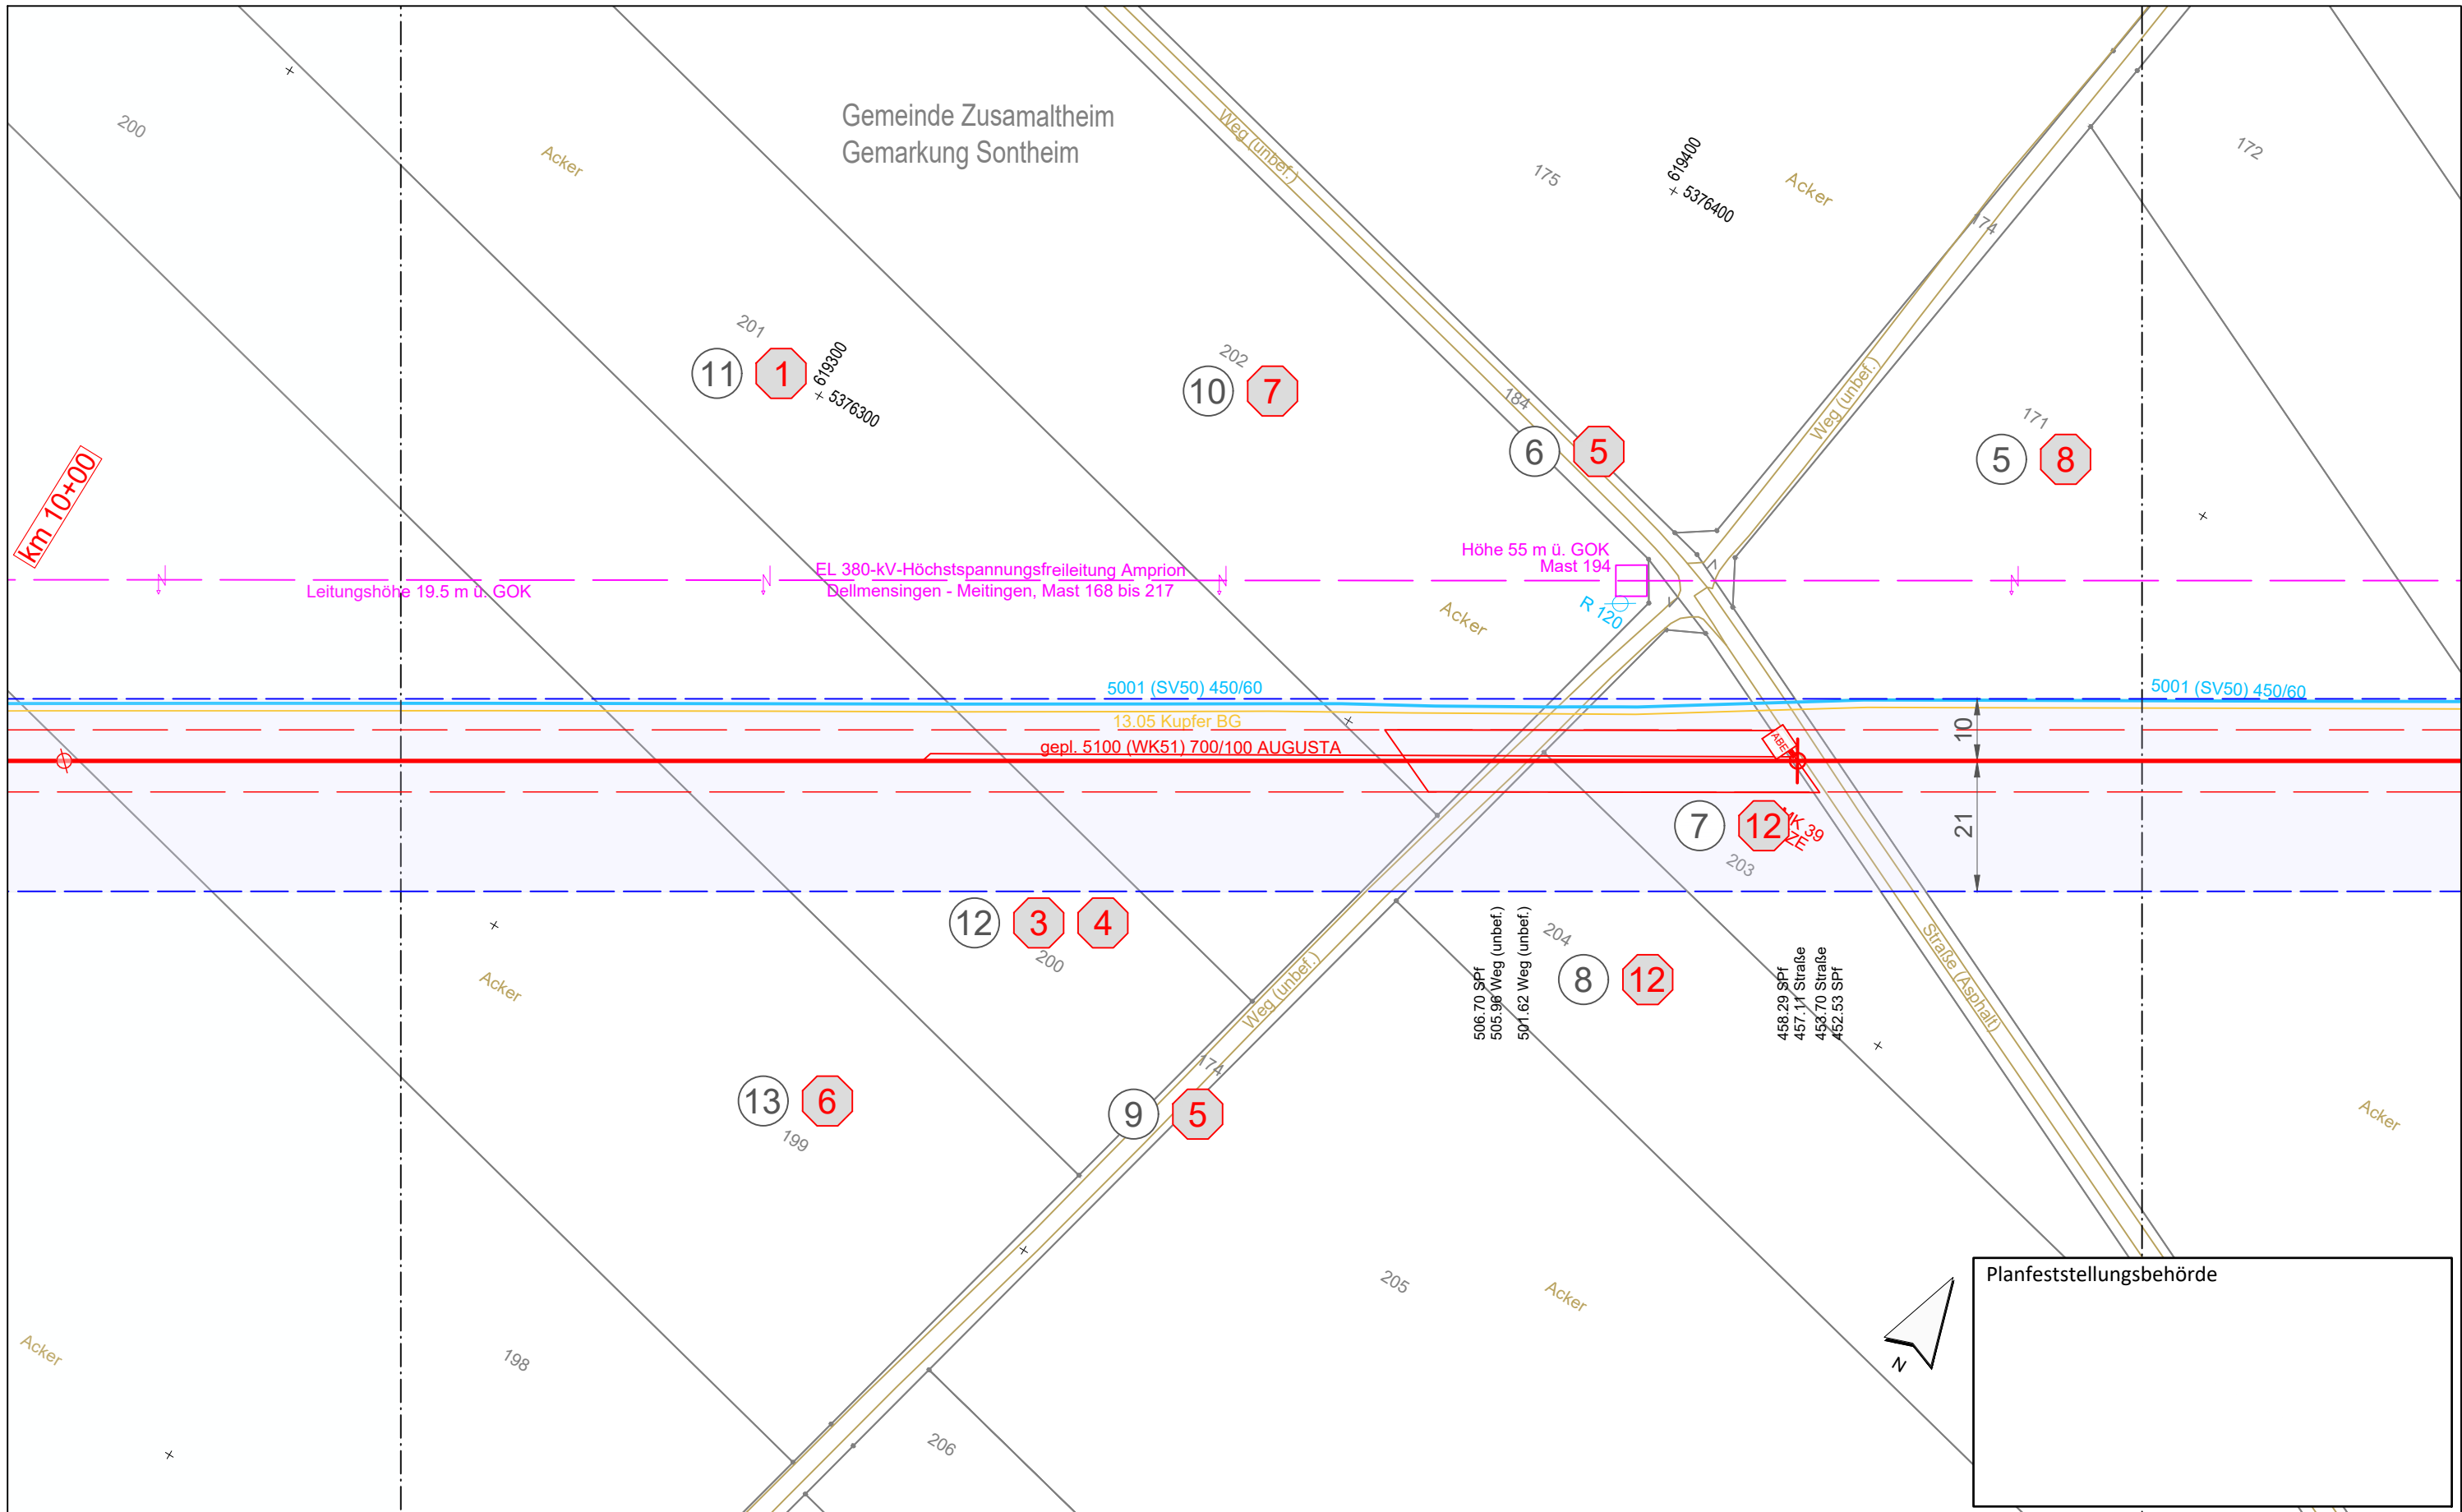 Gemeinde Zusamaltheim
Gemarkung Sontheim
200
Acker
Weg (unbef.)
175
619400
+ 5376400
Acker
172
174
201
11
1
619300
+ 5376300
202
10
7
184
6
5
Weg (unbef.)
171
5
8
km 10+00
EL 380-kV-Höchstspannungsfreileitung Amprion
Dellmensingen - Meitingen, Mast 168 bis 217
Leitungshöhe 19.5 m ü. GOK
Höhe 55 m ü. GOK
Mast 194
R 120
Acker
5001 (SV50) 450/60
5001 (SV50) 450/60
13.05 Kupfer BG
gepl. 5100 (WK51) 700/100 AUGUSTA
10
21
7
12
203
12
3
4
200
Acker
Weg (unbef.)
204
8
12
506.70 SPf
505.96 Weg (unbef.)
501.62 Weg (unbef.)
458.29 SPf
457.11 Straße
453.70 Straße
452.53 SPf
Straße (Asphalt)
174
13
6
199
9
5
Acker
205
Acker
Acker
198
206
N
Planfeststellungsbehörde